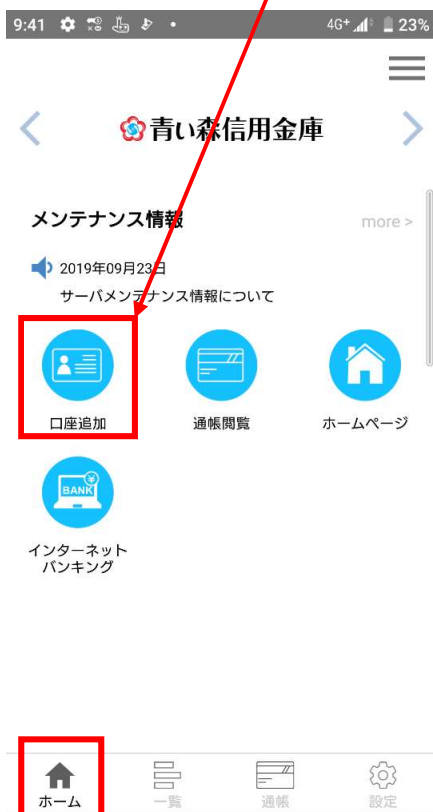 9:41 4G+ 23%
青い森信用金庫
メンテナンス情報 more >
2019年09月23日
サーバメンテナンス情報について
口座追加 通帳閲覧 ホームページ
BANK ¥
インターネット
バンキング
ホーム 一覧 通帳 設定